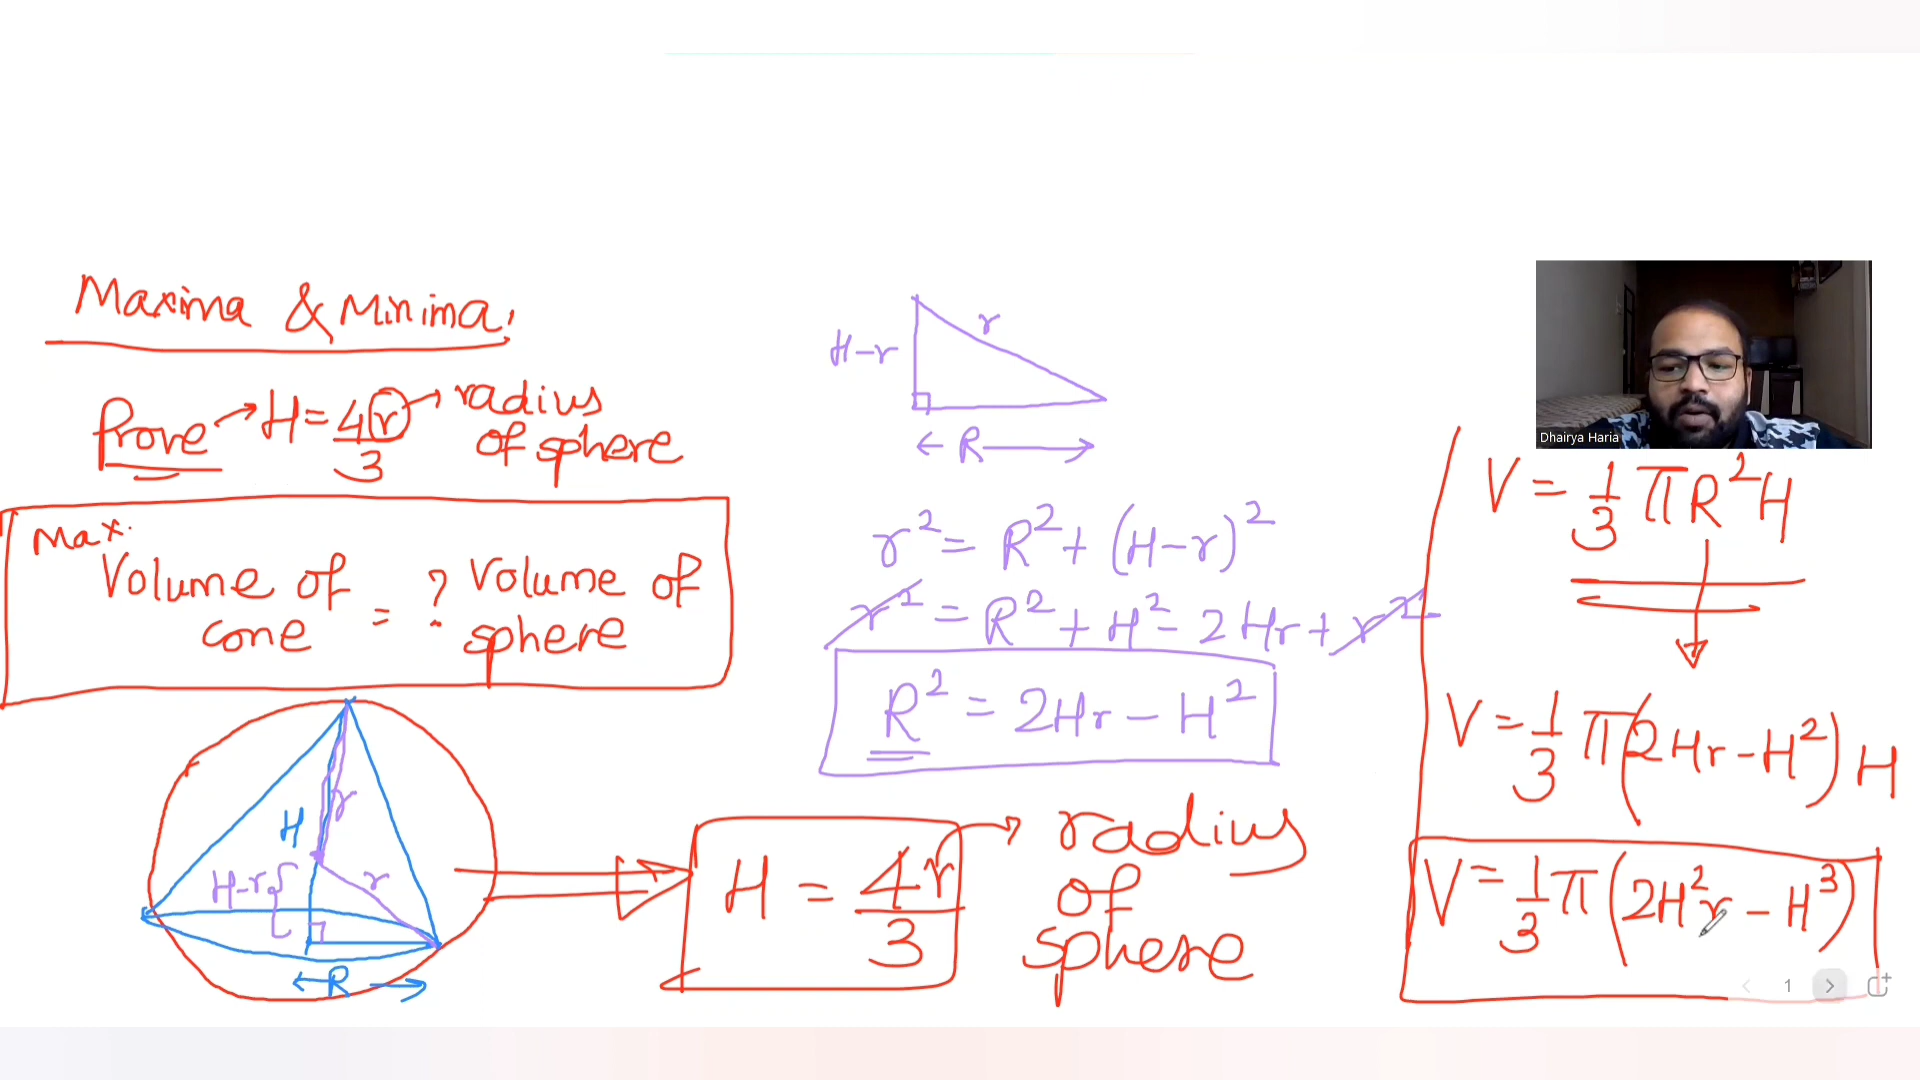 Maxima & Minima,
Prove → H = 4r/3 → radius of sphere
Max.
Volume of cone = ? Volume of sphere
H
r
H-r
r
R
H-r
r
R
r² = R² + (H-r)²
r² = R² + H² - 2Hr + r²
R² = 2Hr - H²
H = 4r/3 → radius of sphere
Dhairya Haria
V = 1/3 πR²H
V = 1/3 π(2Hr - H²)H
V = 1/3 π(2H²r - H³)
1